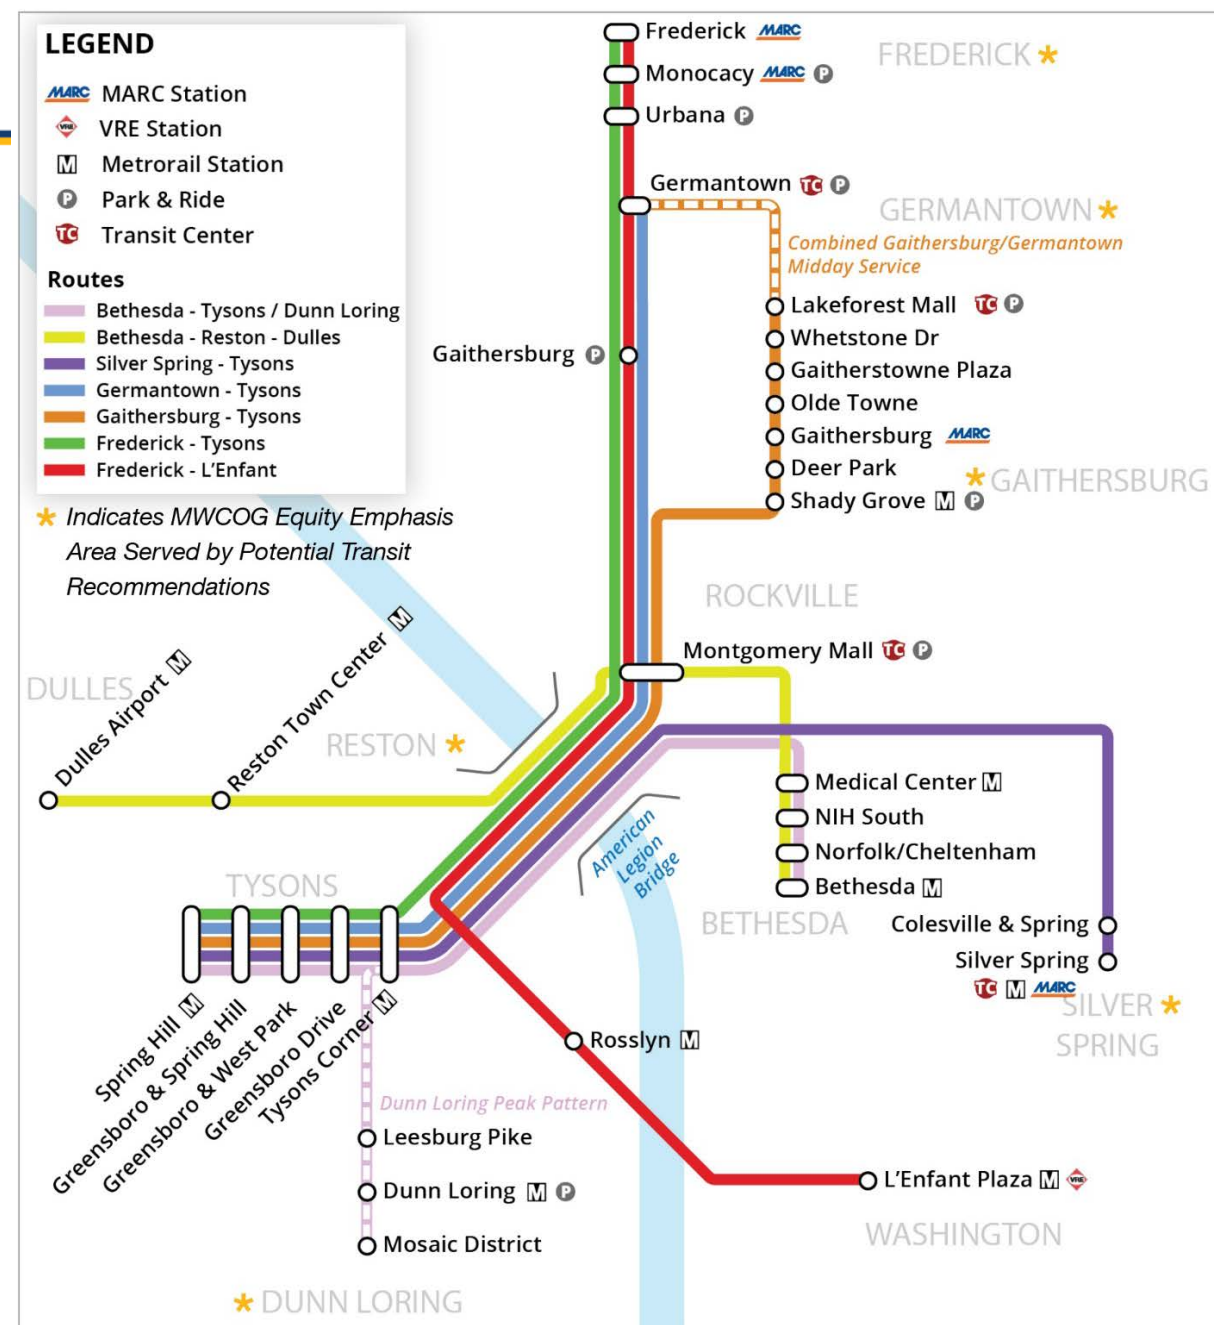 LEGEND
MARC MARC Station
VRE VRE Station
M Metrorail Station
P Park & Ride
TC Transit Center
Routes
Bethesda - Tysons / Dunn Loring
Bethesda - Reston - Dulles
Silver Spring - Tysons
Germantown - Tysons
Gaithersburg - Tysons
Frederick - Tysons
Frederick - L'Enfant
* Indicates MWCOG Equity Emphasis
Area Served by Potential Transit
Recommendations
Frederick MARC
FREDERICK *
Monocacy MARC P
Urbana P
Germantown TC P
GERMANTOWN *
Combined Gaithersburg/Germantown
Midday Service
Lakeforest Mall TC P
Whetstone Dr
Gaithersburg P
Gaitherstowne Plaza
Olde Towne
Gaithersburg MARC
Deer Park
* GAITHERSBURG
Shady Grove M P
ROCKVILLE
Montgomery Mall TC P
DULLES
Dulles Airport M
Reston Town Center M
RESTON *
Medical Center M
NIH South
Norfolk/Cheltenham
Bethesda M
BETHESDA
American
Legion
Bridge
Colesville & Spring
Silver Spring
TC M MARC
SILVER *
SPRING
TYSONS
Spring Hill M
Greensboro & Spring Hill
Greensboro & West Park
Greensboro Drive
Tysons Corner M
Rosslyn M
Dunn Loring Peak Pattern
Leesburg Pike
Dunn Loring M P
Mosaic District
L'Enfant Plaza M VRE
WASHINGTON
* DUNN LORING